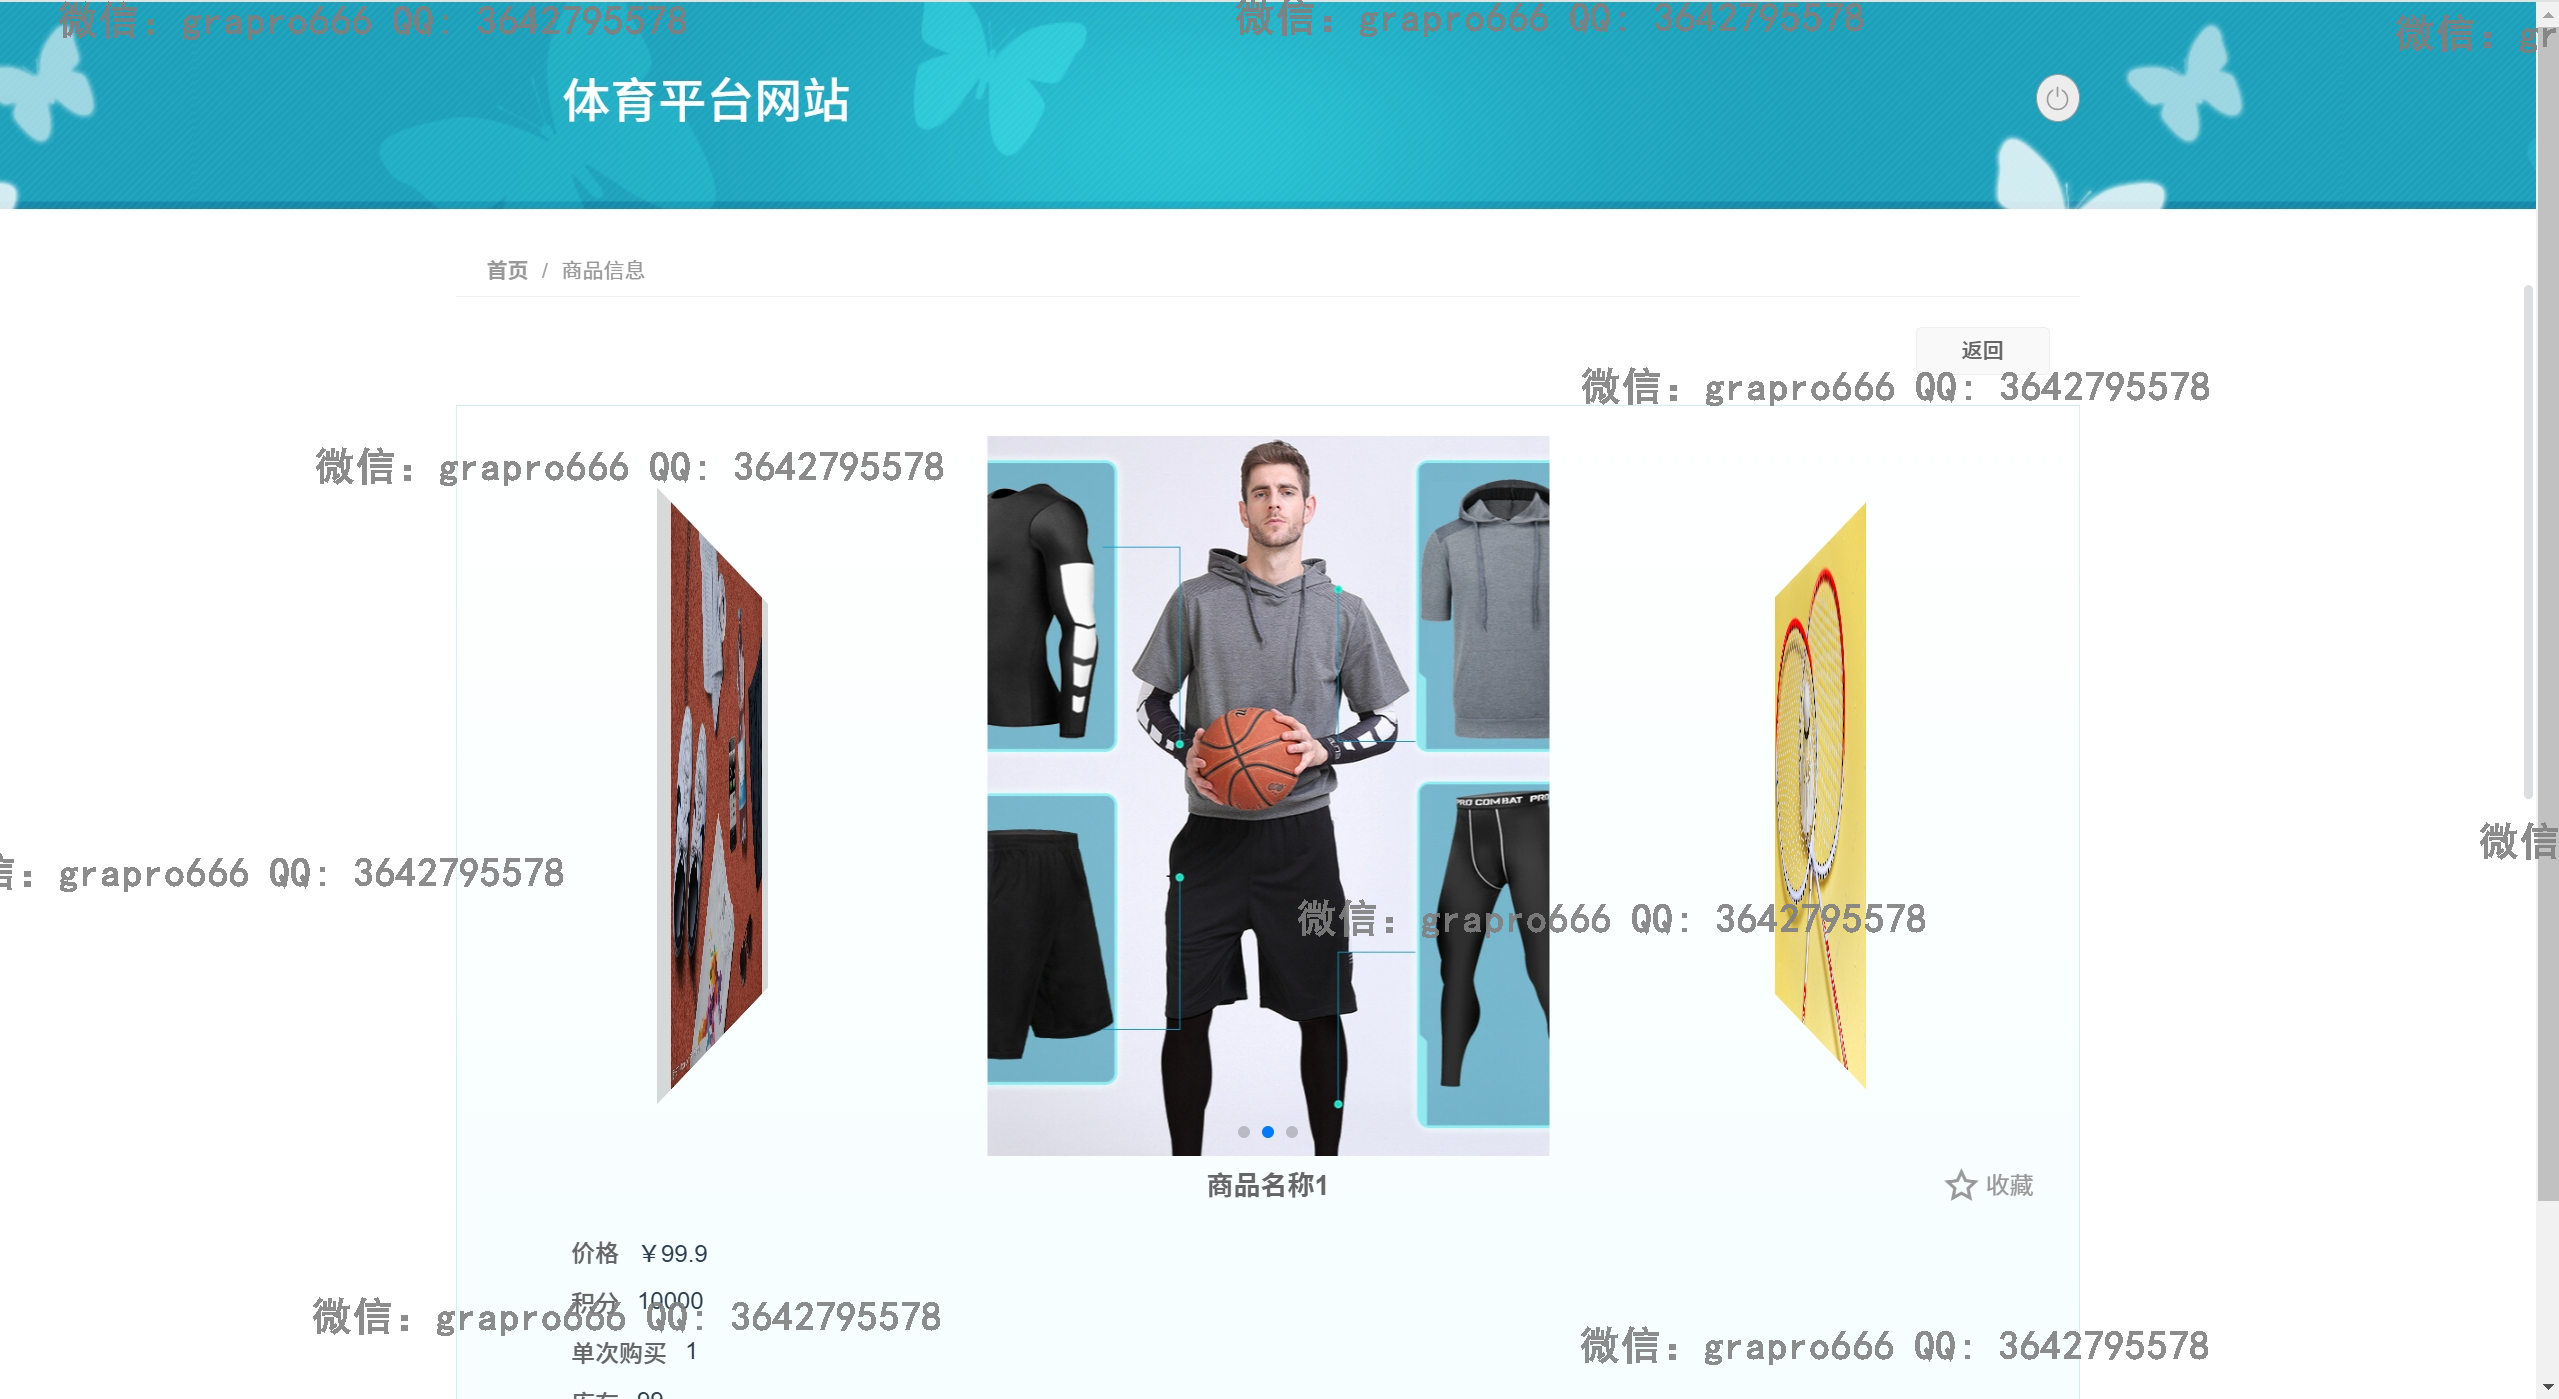 微信: grapro666 QQ: 3642795578
微信: grapro666 QQ: 3642795578
微信: gr
体育平台网站
首页 / 商品信息
返回
微信: grapro666 QQ: 3642795578
微信: grapro666 QQ: 3642795578
PRO COMBAT PRO
微信
信: grapro666 QQ: 3642795578
微信: grapro666 QQ: 3642795578
商品名称1
收藏
价格 ￥99.9
积分 10000
微信: grapro666 QQ: 3642795578
单次购买 1
微信: grapro666 QQ: 3642795578
库存 99